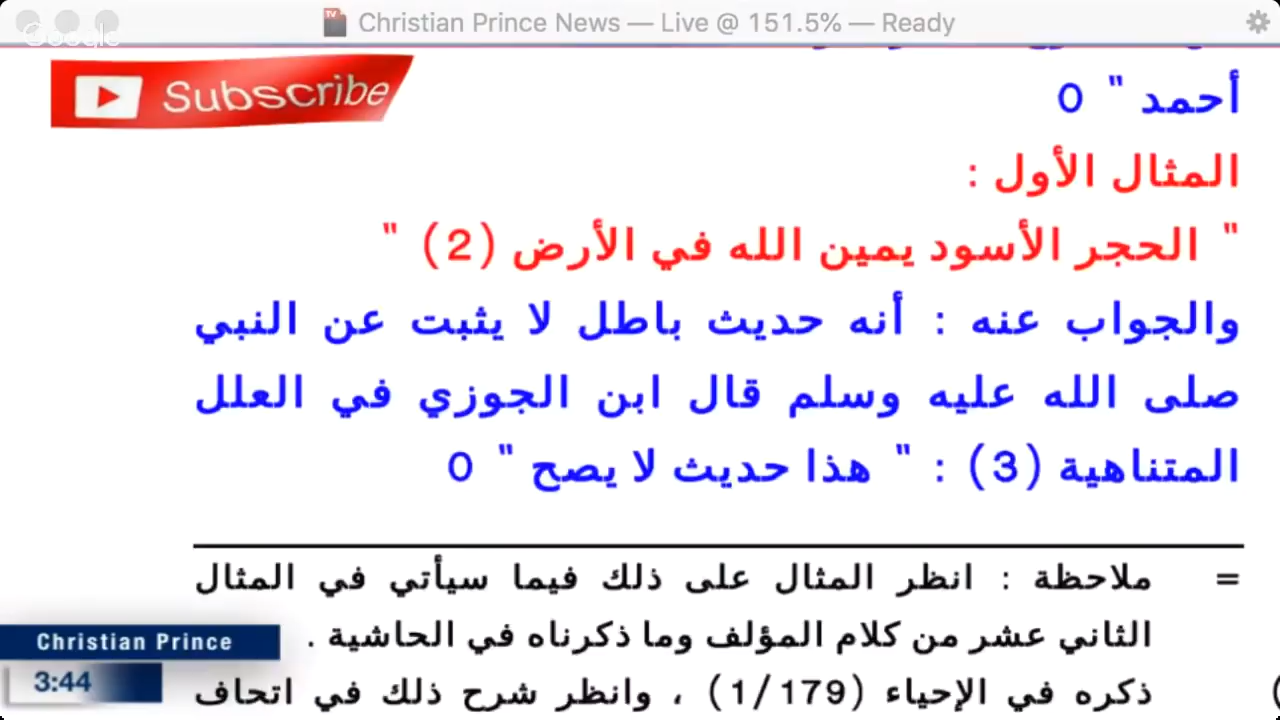 Christian Prince News — Live @ 151.5% — Ready
Google
Subscribe
أحمد " 0
المثال الأول :
" الحجر الأسود يمين الله في الأرض (2) "
والجواب عنه : أنه حديث باطل لا يثبت عن النبي
صلى الله عليه وسلم قال ابن الجوزي في العلل
المتناهية (3) : " هذا حديث لا يصح " 0
= ملاحظة : انظر المثال على ذلك فيما سيأتي في المثال
الثاني عشر من كلام المؤلف وما ذكرناه في الحاشية .
ذكره في الإحياء (1/179) ، وانظر شرح ذلك في اتحاف
Christian Prince
3:44